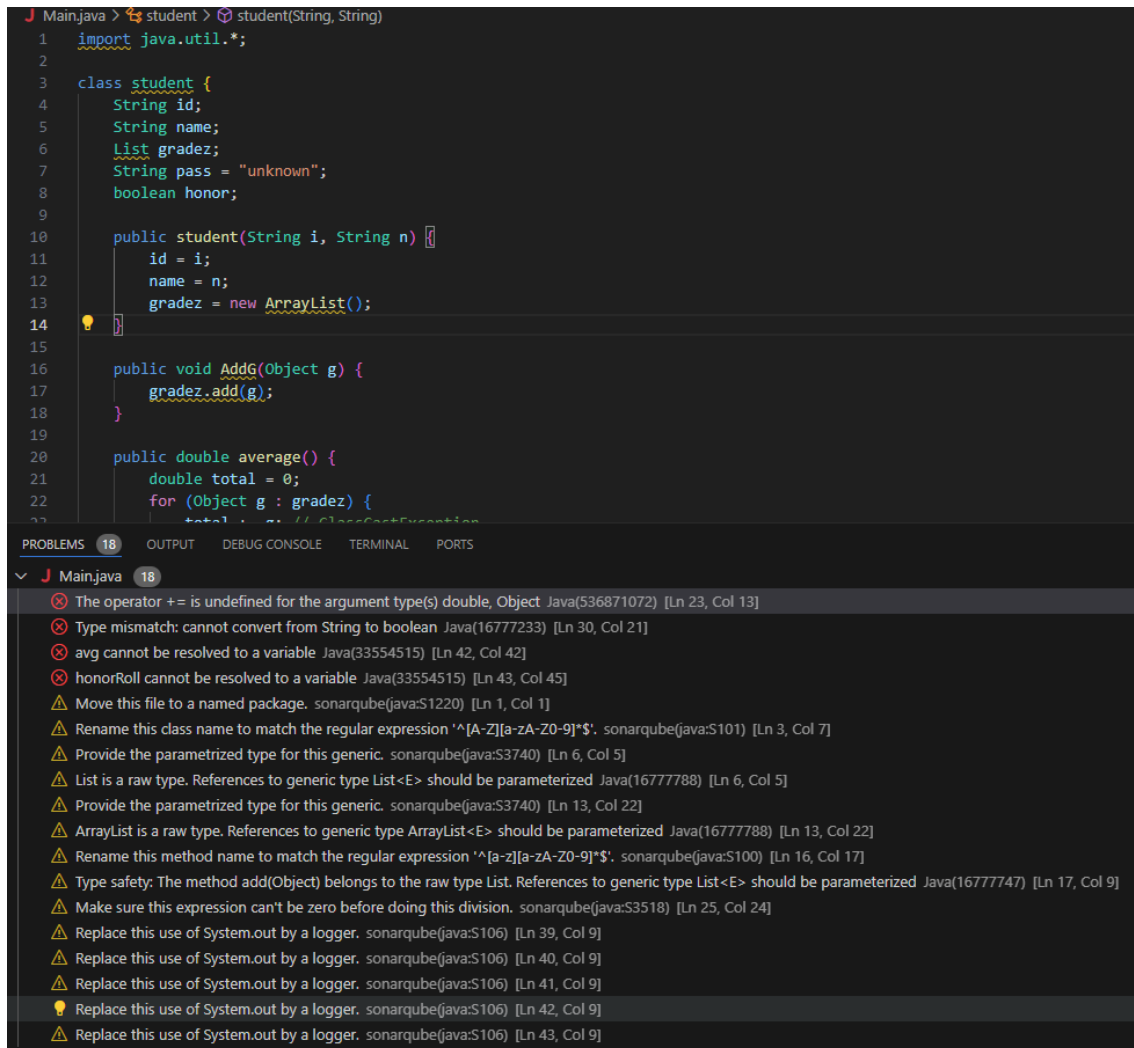 Main.java > student > student(String, String)
1 import java.util.*;
2
3 class student {
4 String id;
5 String name;
6 List gradez;
7 String pass = "unknown";
8 boolean honor;
9
10 public student(String i, String n) {
11 id = i;
12 name = n;
13 gradez = new ArrayList();
14 }
15
16 public void AddG(Object g) {
17 gradez.add(g);
18 }
19
20 public double average() {
21 double total = 0;
22 for (Object g : gradez) {
23 total g; // ClassCastException
PROBLEMS 18 OUTPUT DEBUG CONSOLE TERMINAL PORTS
Main.java 18
The operator += is undefined for the argument type(s) double, Object Java(536871072) [Ln 23, Col 13]
Type mismatch: cannot convert from String to boolean Java(16777233) [Ln 30, Col 21]
avg cannot be resolved to a variable Java(33554515) [Ln 42, Col 42]
honorRoll cannot be resolved to a variable Java(33554515) [Ln 43, Col 45]
Move this file to a named package. sonarqube(java:S1220) [Ln 1, Col 1]
Rename this class name to match the regular expression '^[A-Z][a-zA-Z0-9]*$'. sonarqube(java:S101) [Ln 3, Col 7]
Provide the parametrized type for this generic. sonarqube(java:S3740) [Ln 6, Col 5]
List is a raw type. References to generic type List<E> should be parameterized Java(16777788) [Ln 6, Col 5]
Provide the parametrized type for this generic. sonarqube(java:S3740) [Ln 13, Col 22]
ArrayList is a raw type. References to generic type ArrayList<E> should be parameterized Java(16777788) [Ln 13, Col 22]
Rename this method name to match the regular expression '^[a-z][a-zA-Z0-9]*$'. sonarqube(java:S100) [Ln 16, Col 17]
Type safety: The method add(Object) belongs to the raw type List. References to generic type List<E> should be parameterized Java(16777747) [Ln 17, Col 9]
Make sure this expression can't be zero before doing this division. sonarqube(java:S3518) [Ln 25, Col 24]
Replace this use of System.out by a logger. sonarqube(java:S106) [Ln 39, Col 9]
Replace this use of System.out by a logger. sonarqube(java:S106) [Ln 40, Col 9]
Replace this use of System.out by a logger. sonarqube(java:S106) [Ln 41, Col 9]
Replace this use of System.out by a logger. sonarqube(java:S106) [Ln 42, Col 9]
Replace this use of System.out by a logger. sonarqube(java:S106) [Ln 43, Col 9]